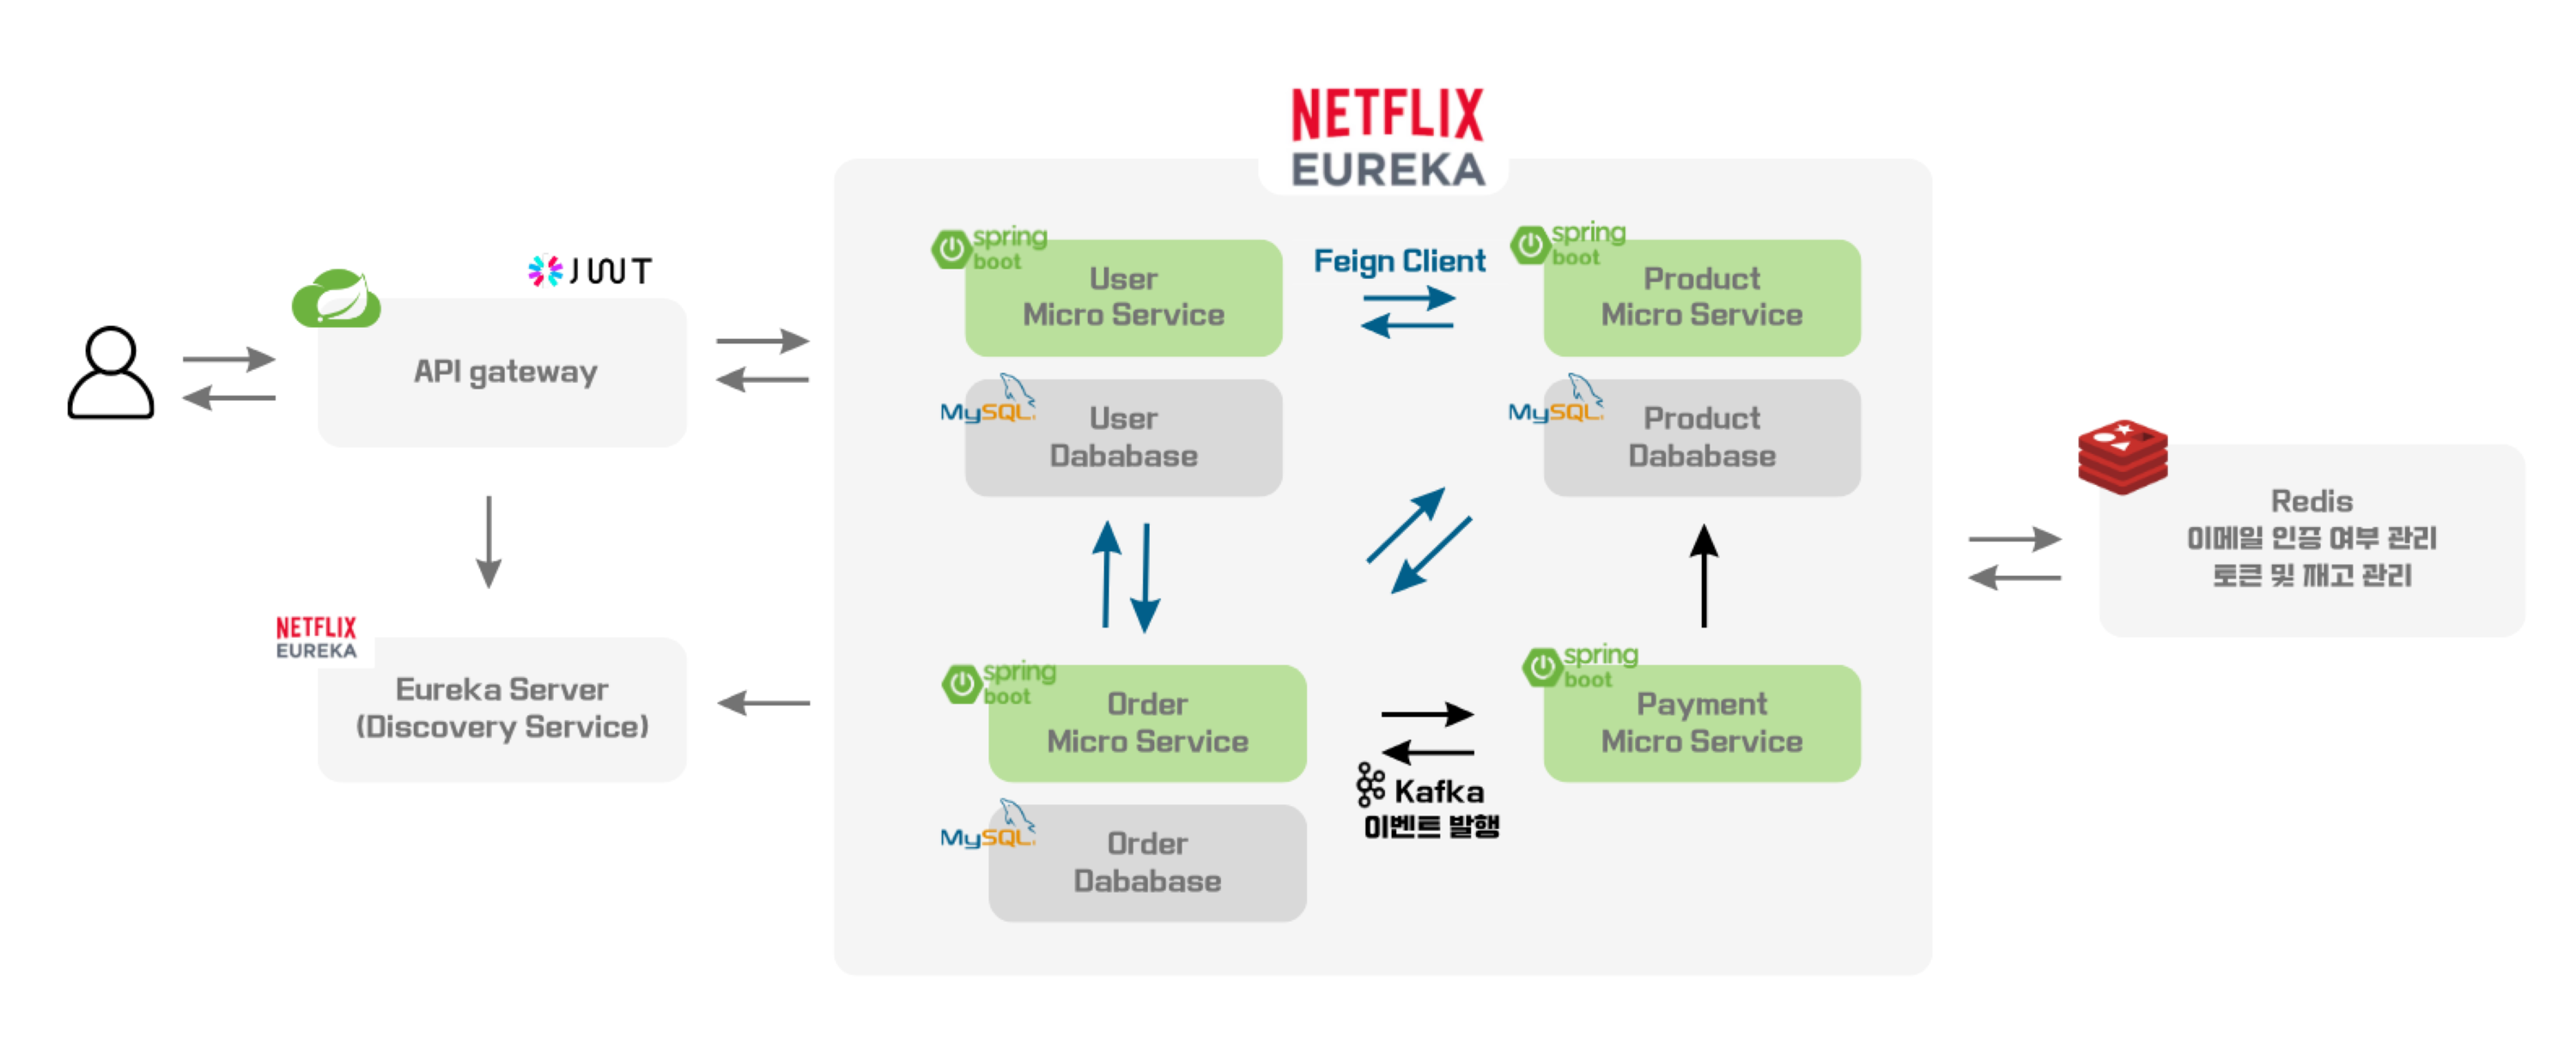 NETFLIX
EUREKA
JWT
API gateway
NETFLIX
EUREKA
Eureka Server
(Discovery Service)
spring
boot
User
Micro Service
Feign Client
spring
boot
Product
Micro Service
MySQL
User
Dababase
MySQL
Product
Dababase
spring
boot
Order
Micro Service
Kafka
이벤트 발행
spring
boot
Payment
Micro Service
MySQL
Order
Dababase
Redis
이메일 인증 여부 관리
토큰 및 재고 관리